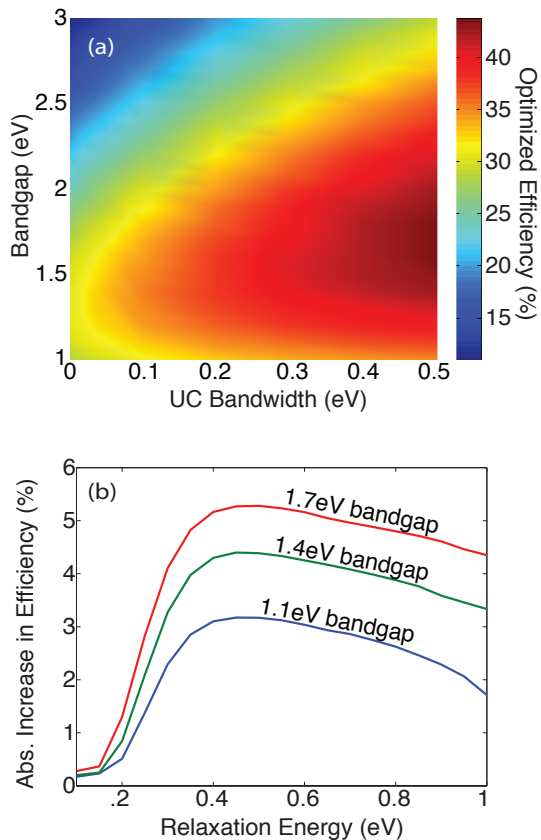 (a)
Bandgap (eV)
3
2.5
2
1.5
1
0
0.1
0.2
0.3
0.4
0.5
UC Bandwidth (eV)
40
35
30
25
20
15
Optimized Efficiency (%)
(b)
Abs. Increase in Efficiency (%)
6
5
4
3
2
1
0
1.7eV bandgap
1.4eV bandgap
1.1eV bandgap
.2
0.4
0.6
0.8
1
Relaxation Energy (eV)